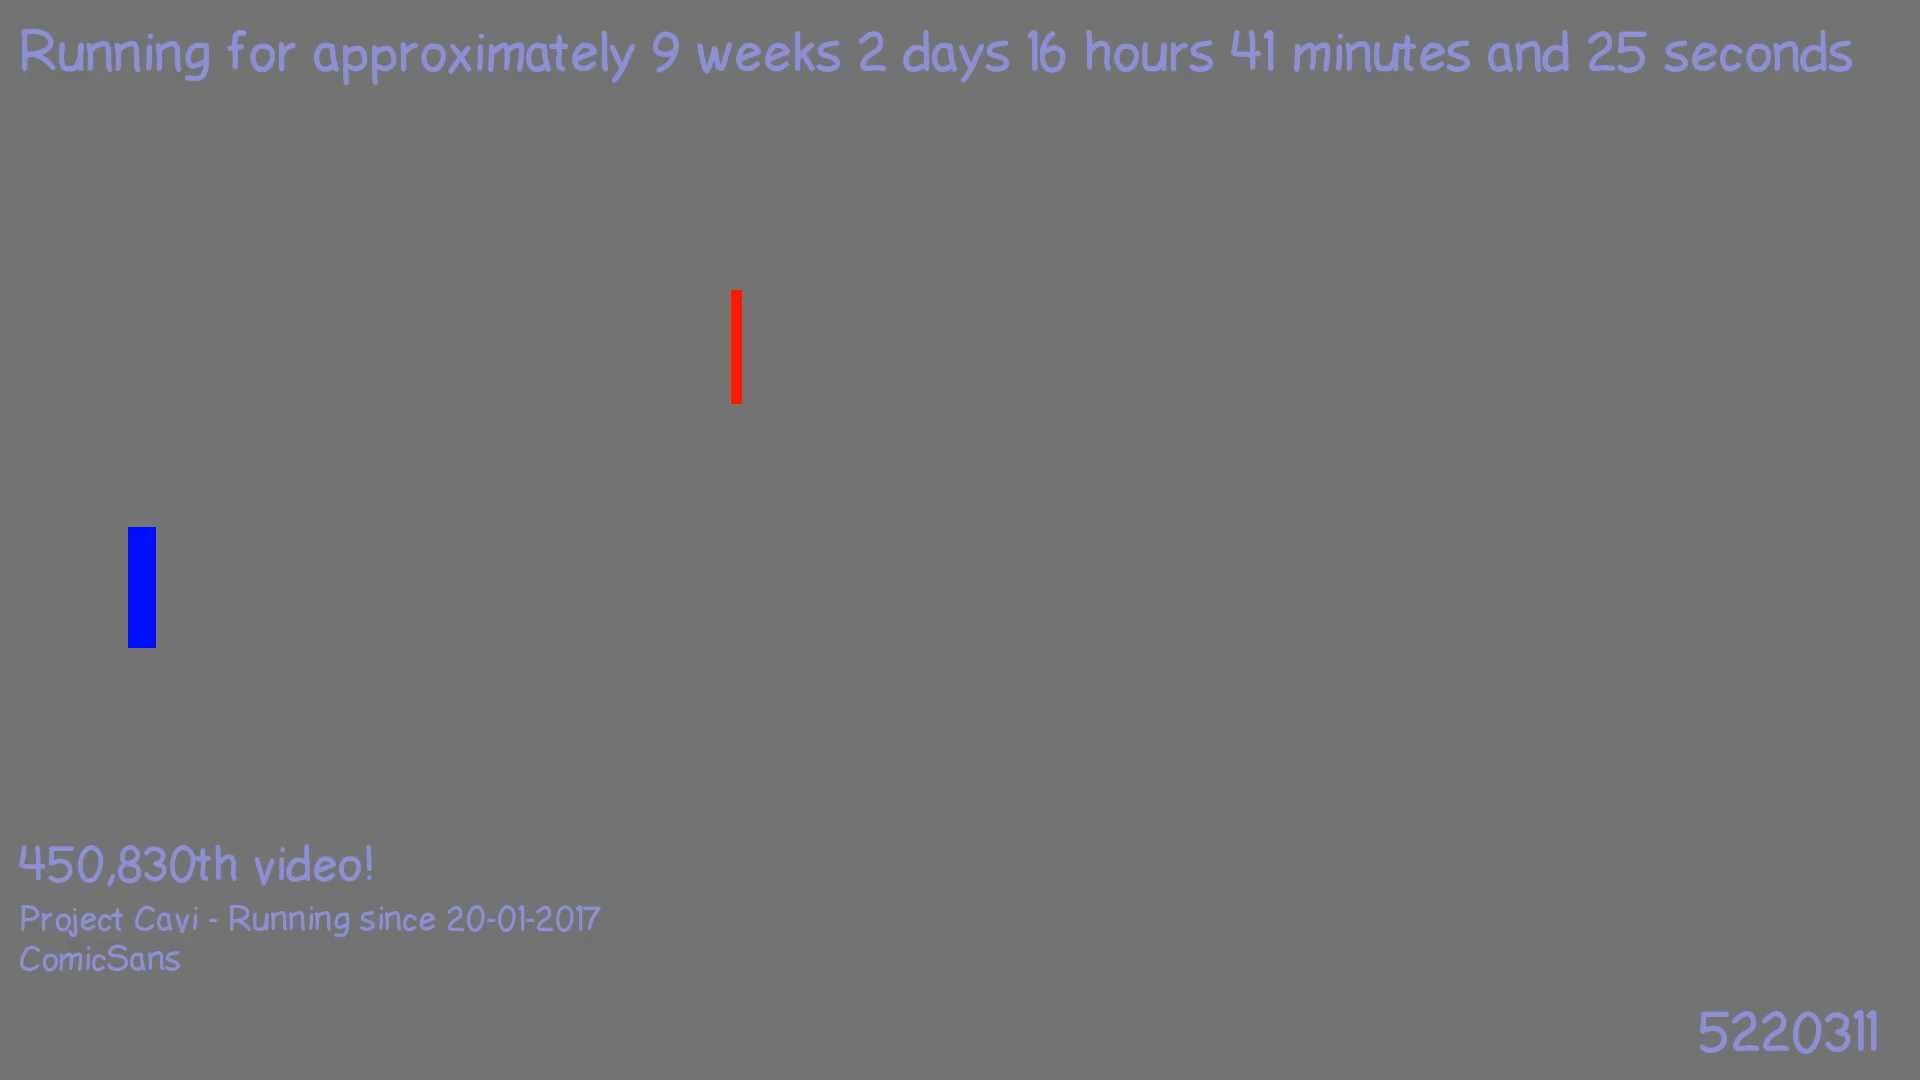 Running for approximately 9 weeks 2 days 16 hours 41 minutes and 25 seconds
450,830th video!
Project Cavi - Running since 20-01-2017
ComicSans
5220311